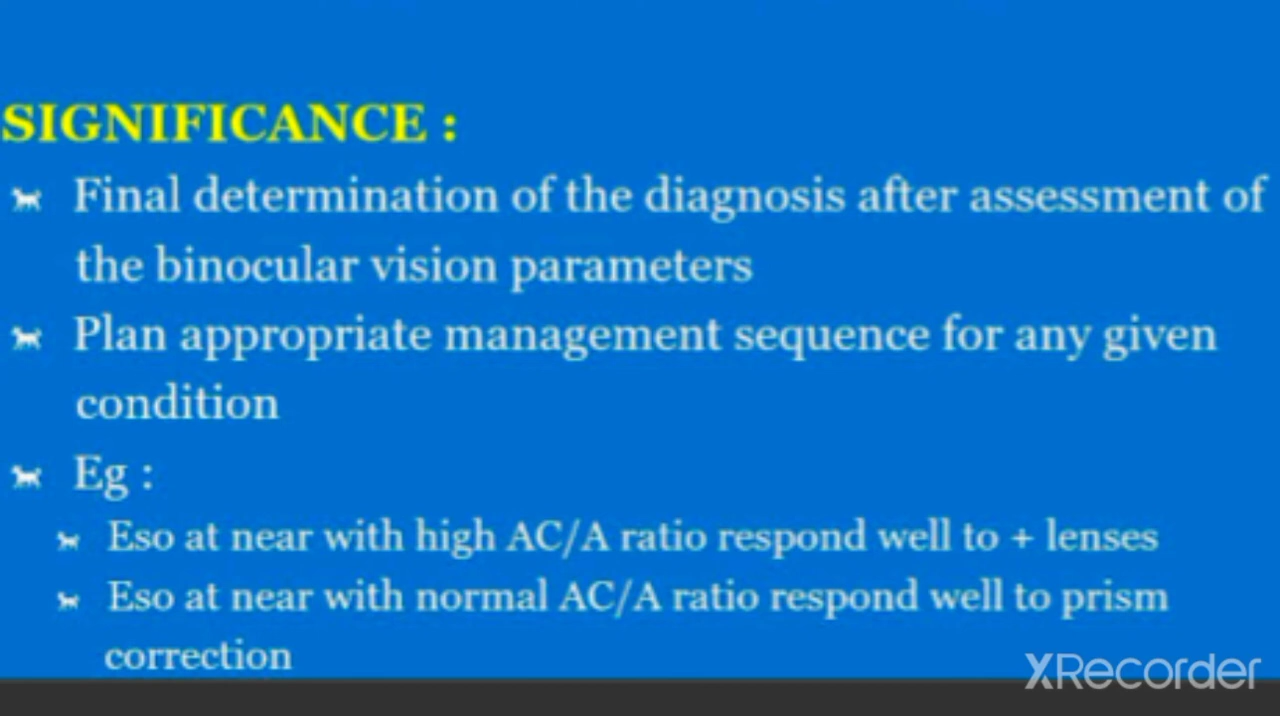 SIGNIFICANCE :
Final determination of the diagnosis after assessment of
the binocular vision parameters
Plan appropriate management sequence for any given
condition
Eg :
Eso at near with high AC/A ratio respond well to + lenses
Eso at near with normal AC/A ratio respond well to prism
correction
XRecorder